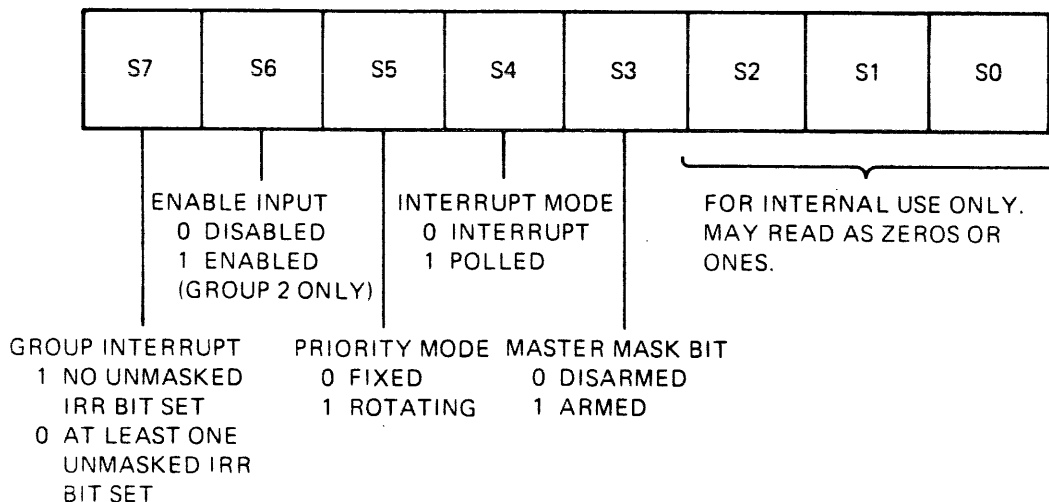 S7 S6 S5 S4 S3 S2 S1 S0
ENABLE INPUT
0 DISABLED
1 ENABLED
(GROUP 2 ONLY)
INTERRUPT MODE
0 INTERRUPT
1 POLLED
FOR INTERNAL USE ONLY.
MAY READ AS ZEROS OR
ONES.
GROUP INTERRUPT
1 NO UNMASKED
IRR BIT SET
0 AT LEAST ONE
UNMASKED IRR
BIT SET
PRIORITY MODE
0 FIXED
1 ROTATING
MASTER MASK BIT
0 DISARMED
1 ARMED